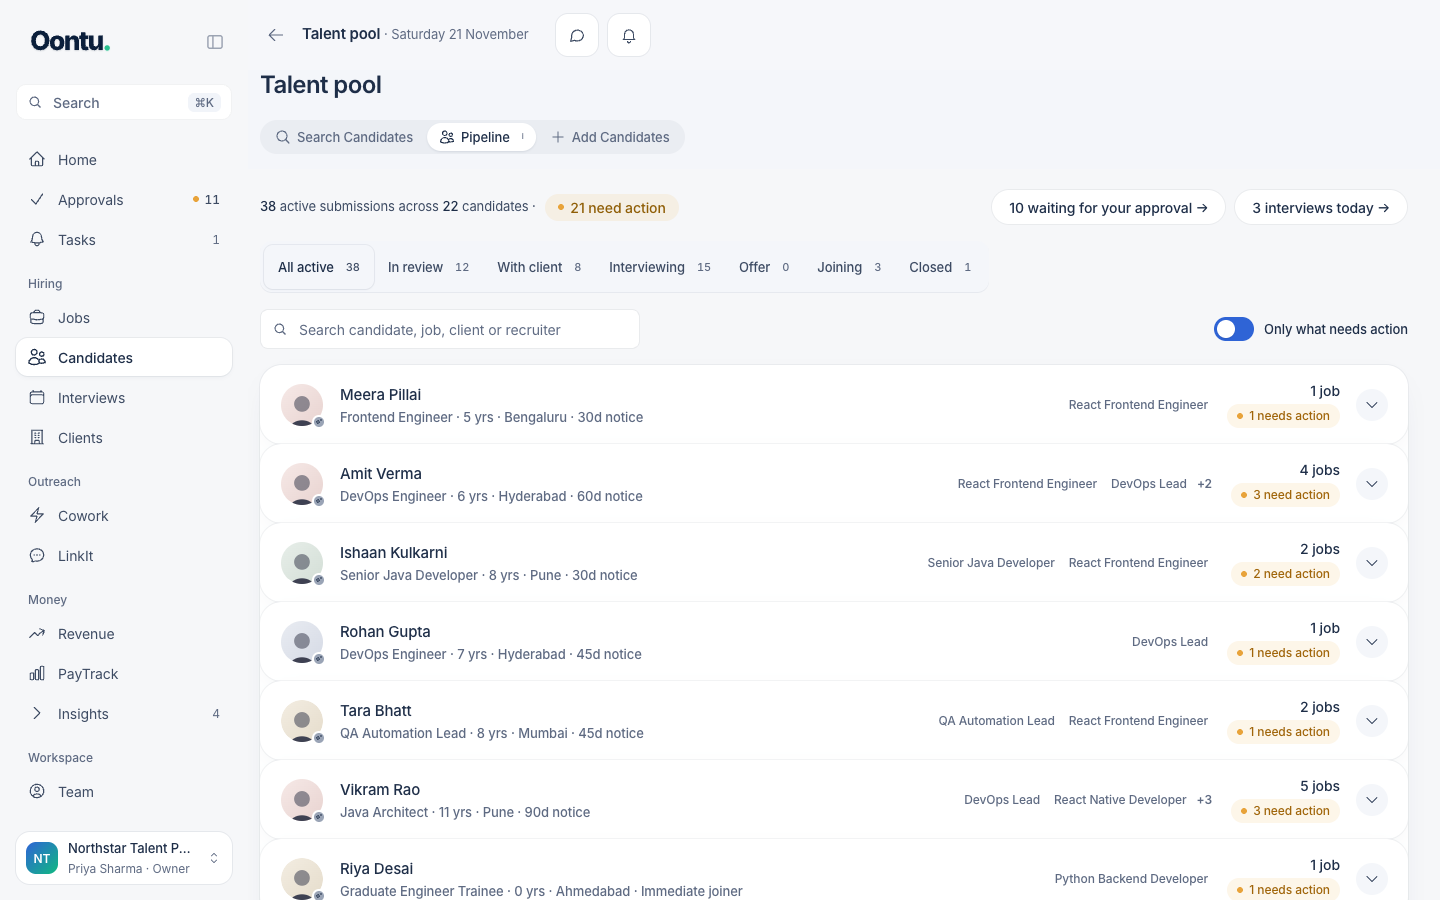 Oontu.
Search ⌘K
Home
Approvals 11
Tasks 1
Hiring
Jobs
Candidates
Interviews
Clients
Outreach
Cowork
LinkIt
Money
Revenue
PayTrack
Insights 4
Workspace
Team
NT Northstar Talent P...
Priya Sharma · Owner
Talent pool · Saturday 21 November
Talent pool
Search Candidates Pipeline Add Candidates
38 active submissions across 22 candidates · 21 need action 10 waiting for your approval → 3 interviews today →
All active 38 In review 12 With client 8 Interviewing 15 Offer 0 Joining 3 Closed 1
Search candidate, job, client or recruiter Only what needs action
Meera Pillai
Frontend Engineer · 5 yrs · Bengaluru · 30d notice
React Frontend Engineer
1 job
1 needs action
Amit Verma
DevOps Engineer · 6 yrs · Hyderabad · 60d notice
React Frontend Engineer DevOps Lead +2
4 jobs
3 need action
Ishaan Kulkarni
Senior Java Developer · 8 yrs · Pune · 30d notice
Senior Java Developer React Frontend Engineer
2 jobs
2 need action
Rohan Gupta
DevOps Engineer · 7 yrs · Hyderabad · 45d notice
DevOps Lead
1 job
1 needs action
Tara Bhatt
QA Automation Lead · 8 yrs · Mumbai · 45d notice
QA Automation Lead React Frontend Engineer
2 jobs
1 needs action
Vikram Rao
Java Architect · 11 yrs · Pune · 90d notice
DevOps Lead React Native Developer +3
5 jobs
3 need action
Riya Desai
Graduate Engineer Trainee · 0 yrs · Ahmedabad · Immediate joiner
Python Backend Developer
1 job
1 needs action